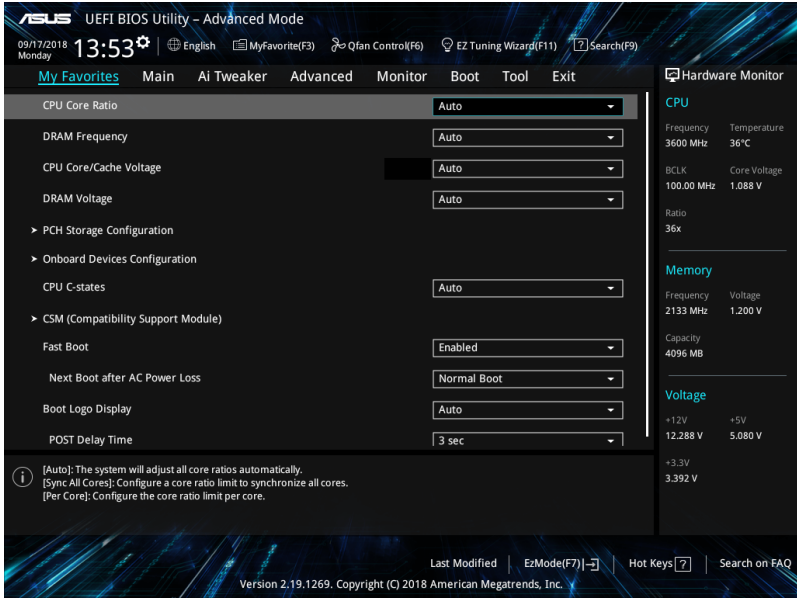 ASUS UEFI BIOS Utility – Advanced Mode
09/17/2018
Monday
13:53
English MyFavorite(F3) Qfan Control(F6) EZ Tuning Wizard(F11) ? Search(F9)
My Favorites Main Ai Tweaker Advanced Monitor Boot Tool Exit
CPU Core Ratio Auto
DRAM Frequency Auto
CPU Core/Cache Voltage Auto
DRAM Voltage Auto
> PCH Storage Configuration
> Onboard Devices Configuration
CPU C-states Auto
> CSM (Compatibility Support Module)
Fast Boot Enabled
Next Boot after AC Power Loss Normal Boot
Boot Logo Display Auto
POST Delay Time 3 sec
[Auto]: The system will adjust all core ratios automatically.
[Sync All Cores]: Configure a core ratio limit to synchronize all cores.
[Per Core]: Configure the core ratio limit per core.
Hardware Monitor
CPU
Frequency Temperature
3600 MHz 36°C
BCLK Core Voltage
100.00 MHz 1.088 V
Ratio
36x
Memory
Frequency Voltage
2133 MHz 1.200 V
Capacity
4096 MB
Voltage
+12V +5V
12.288 V 5.080 V
+3.3V
3.392 V
Last Modified EzMode(F7) Hot Keys ? Search on FAQ
Version 2.19.1269. Copyright (C) 2018 American Megatrends, Inc.